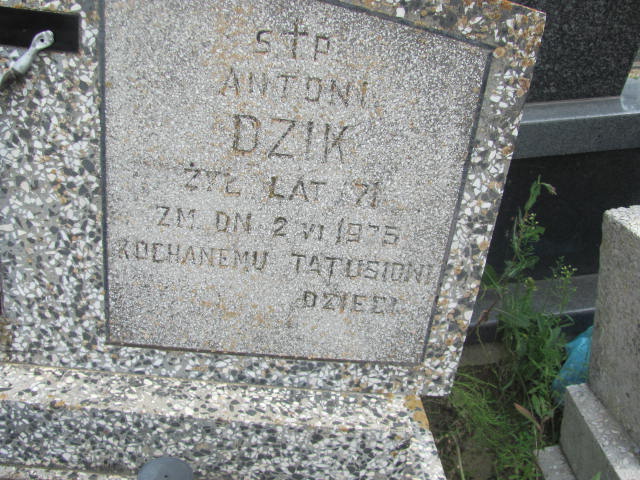 S†P.
ANTONI
DZIK
ŻYŁ LAT 71
ZM. DN. 2 VI 1975
KOCHANEMU TATUSIOWI
DZIECI